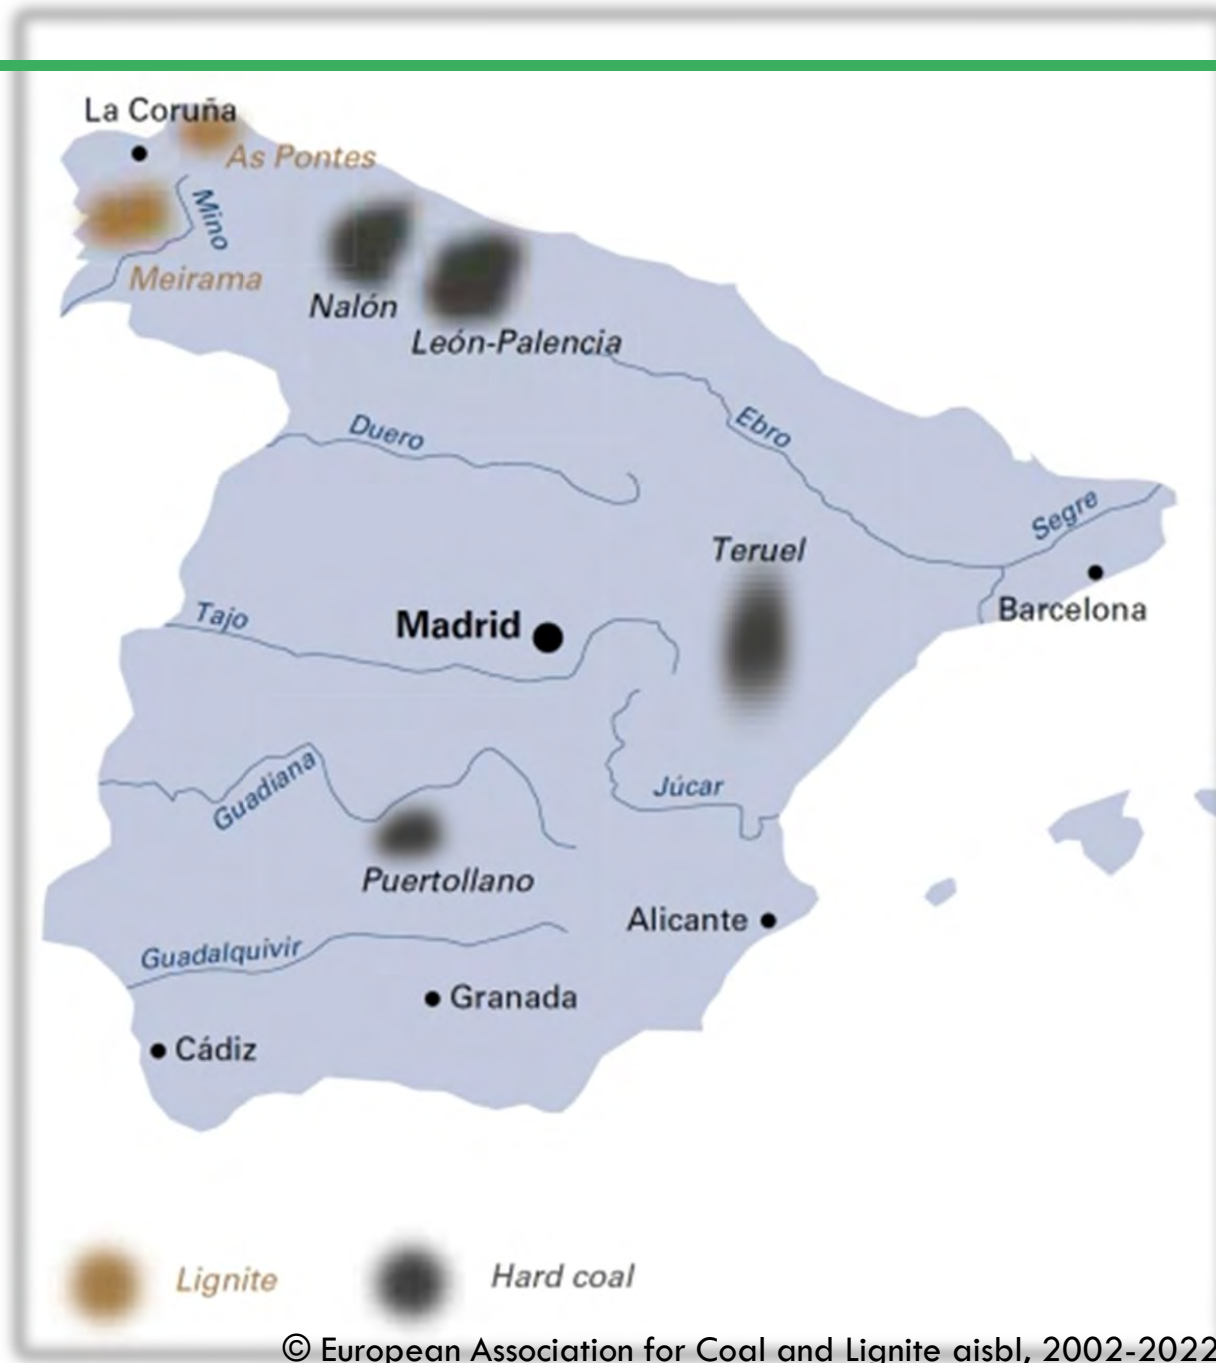 La Coruña
As Pontes
Mino
Meirama
Nalón
León-Palencia
Duero
Ebro
Segre
Teruel
Barcelona
Tajo
Madrid
Guadiana
Júcar
Puertollano
Alicante
Guadalquivir
Granada
Cádiz
Lignite
Hard coal
© European Association for Coal and Lignite aisbl, 2002-2022